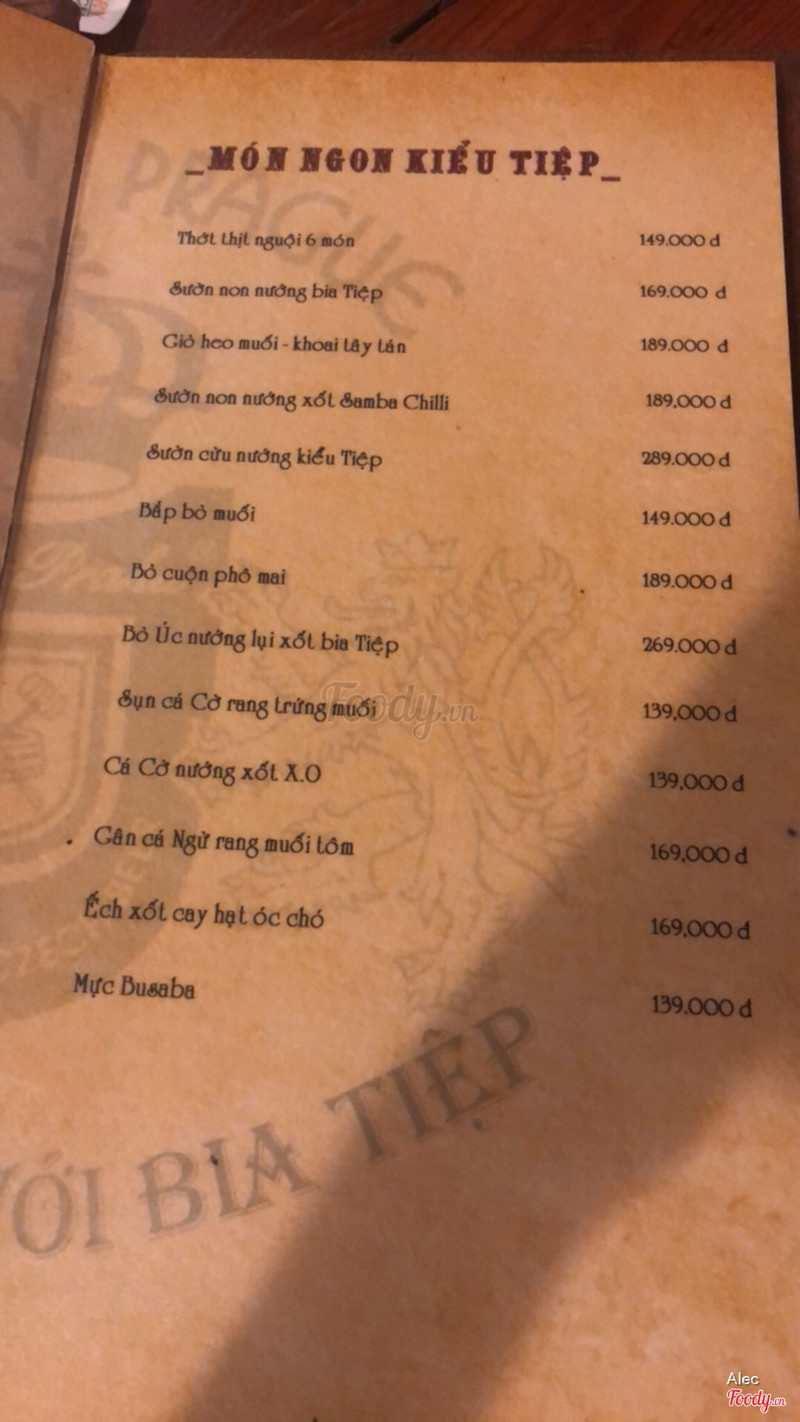 PRAGUE
_MÓN NGON KIỂU TIỆP_
Thớt thịt nguội 6 món 149.000 đ
Sườn non nướng bia Tiệp 169.000 đ
Giò heo muối - khoai tây tán 189.000 đ
Sườn non nướng xốt Samba Chilli 189,000 đ
Sườn cừu nướng kiểu Tiệp 289.000 đ
Bắp bò muối 149.000 đ
Bò cuộn phô mai 189.000 đ
Bò Úc nướng lụi xốt bia Tiệp 269.000 đ
Sụn cá Cờ rang trứng muối 139,000 đ
Foody.vn
Cá Cờ nướng xốt X.O 139,000 đ
Gân cá Ngừ rang muối tôm 169,000 đ
Ếch xốt cay hạt óc chó 169,000 đ
Mực Busaba 139.000 đ
BIA TIỆP
Alec
Foody.vn